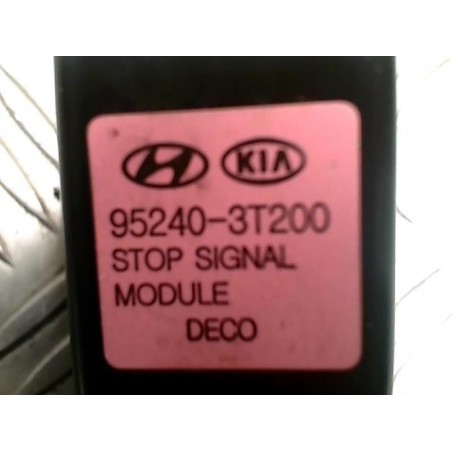 KIA
95240-3T200
STOP SIGNAL
MODULE
DECO